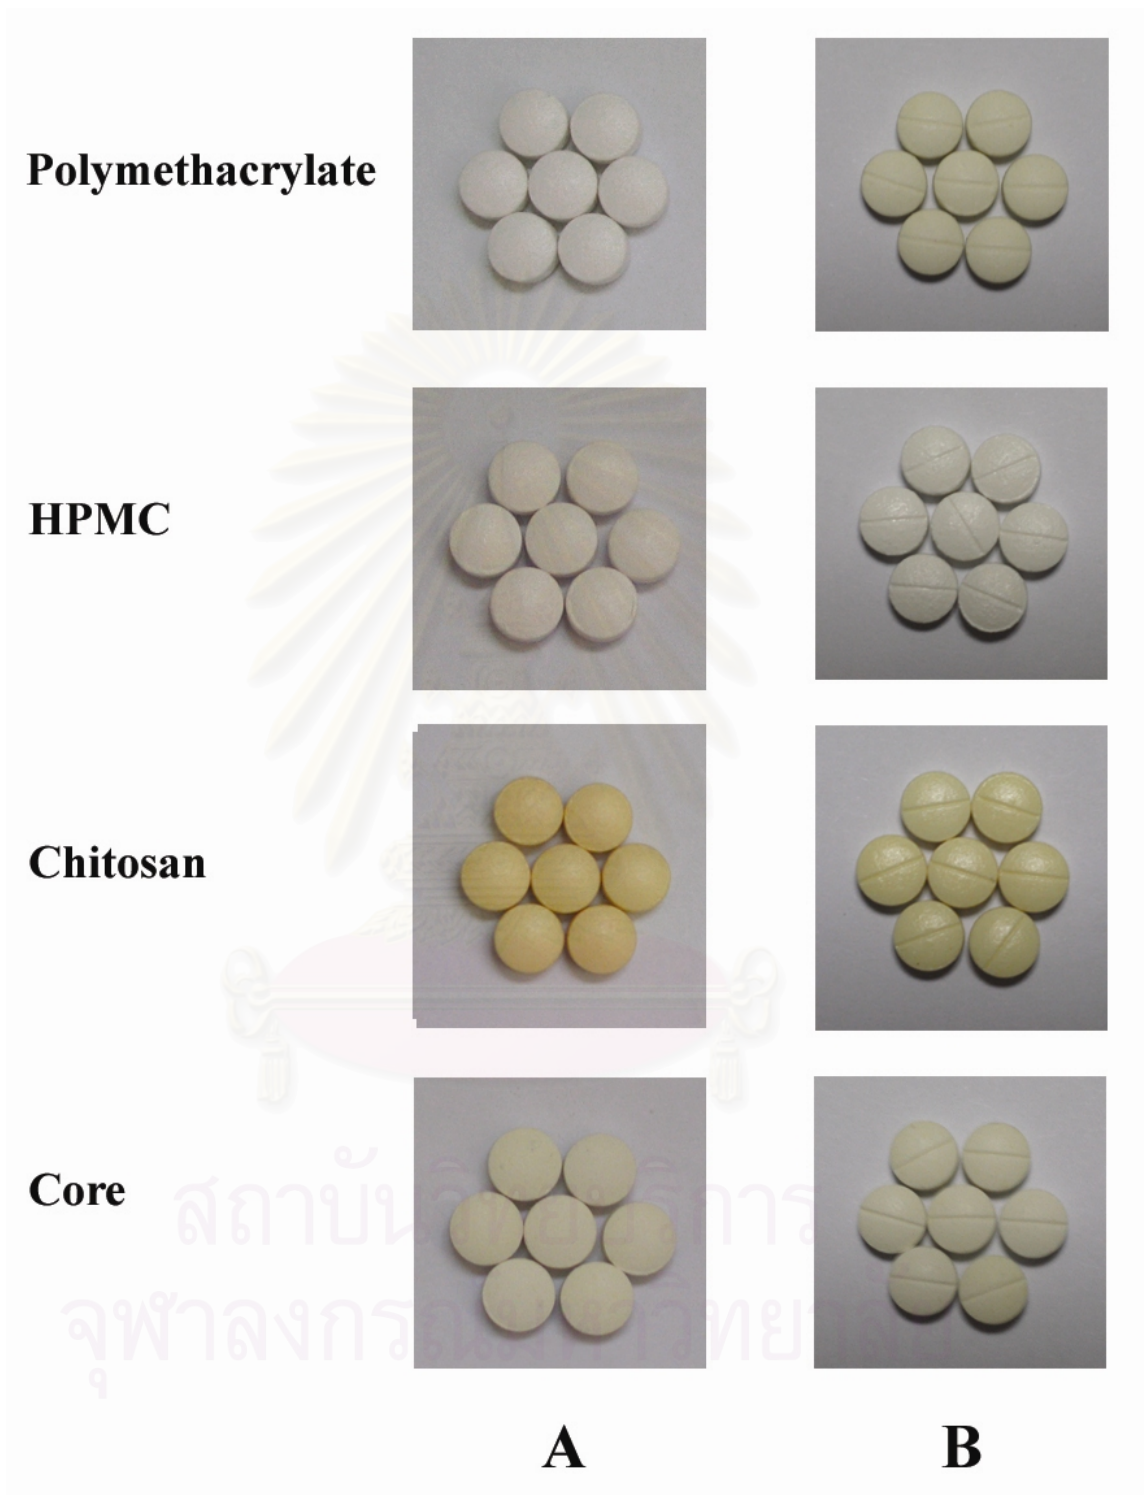 Polymethacrylate
HPMC
Chitosan
Core
สถาบันวิทยบริการ
จุฬาลงกรณ์มหาวิทยาลัย
A B